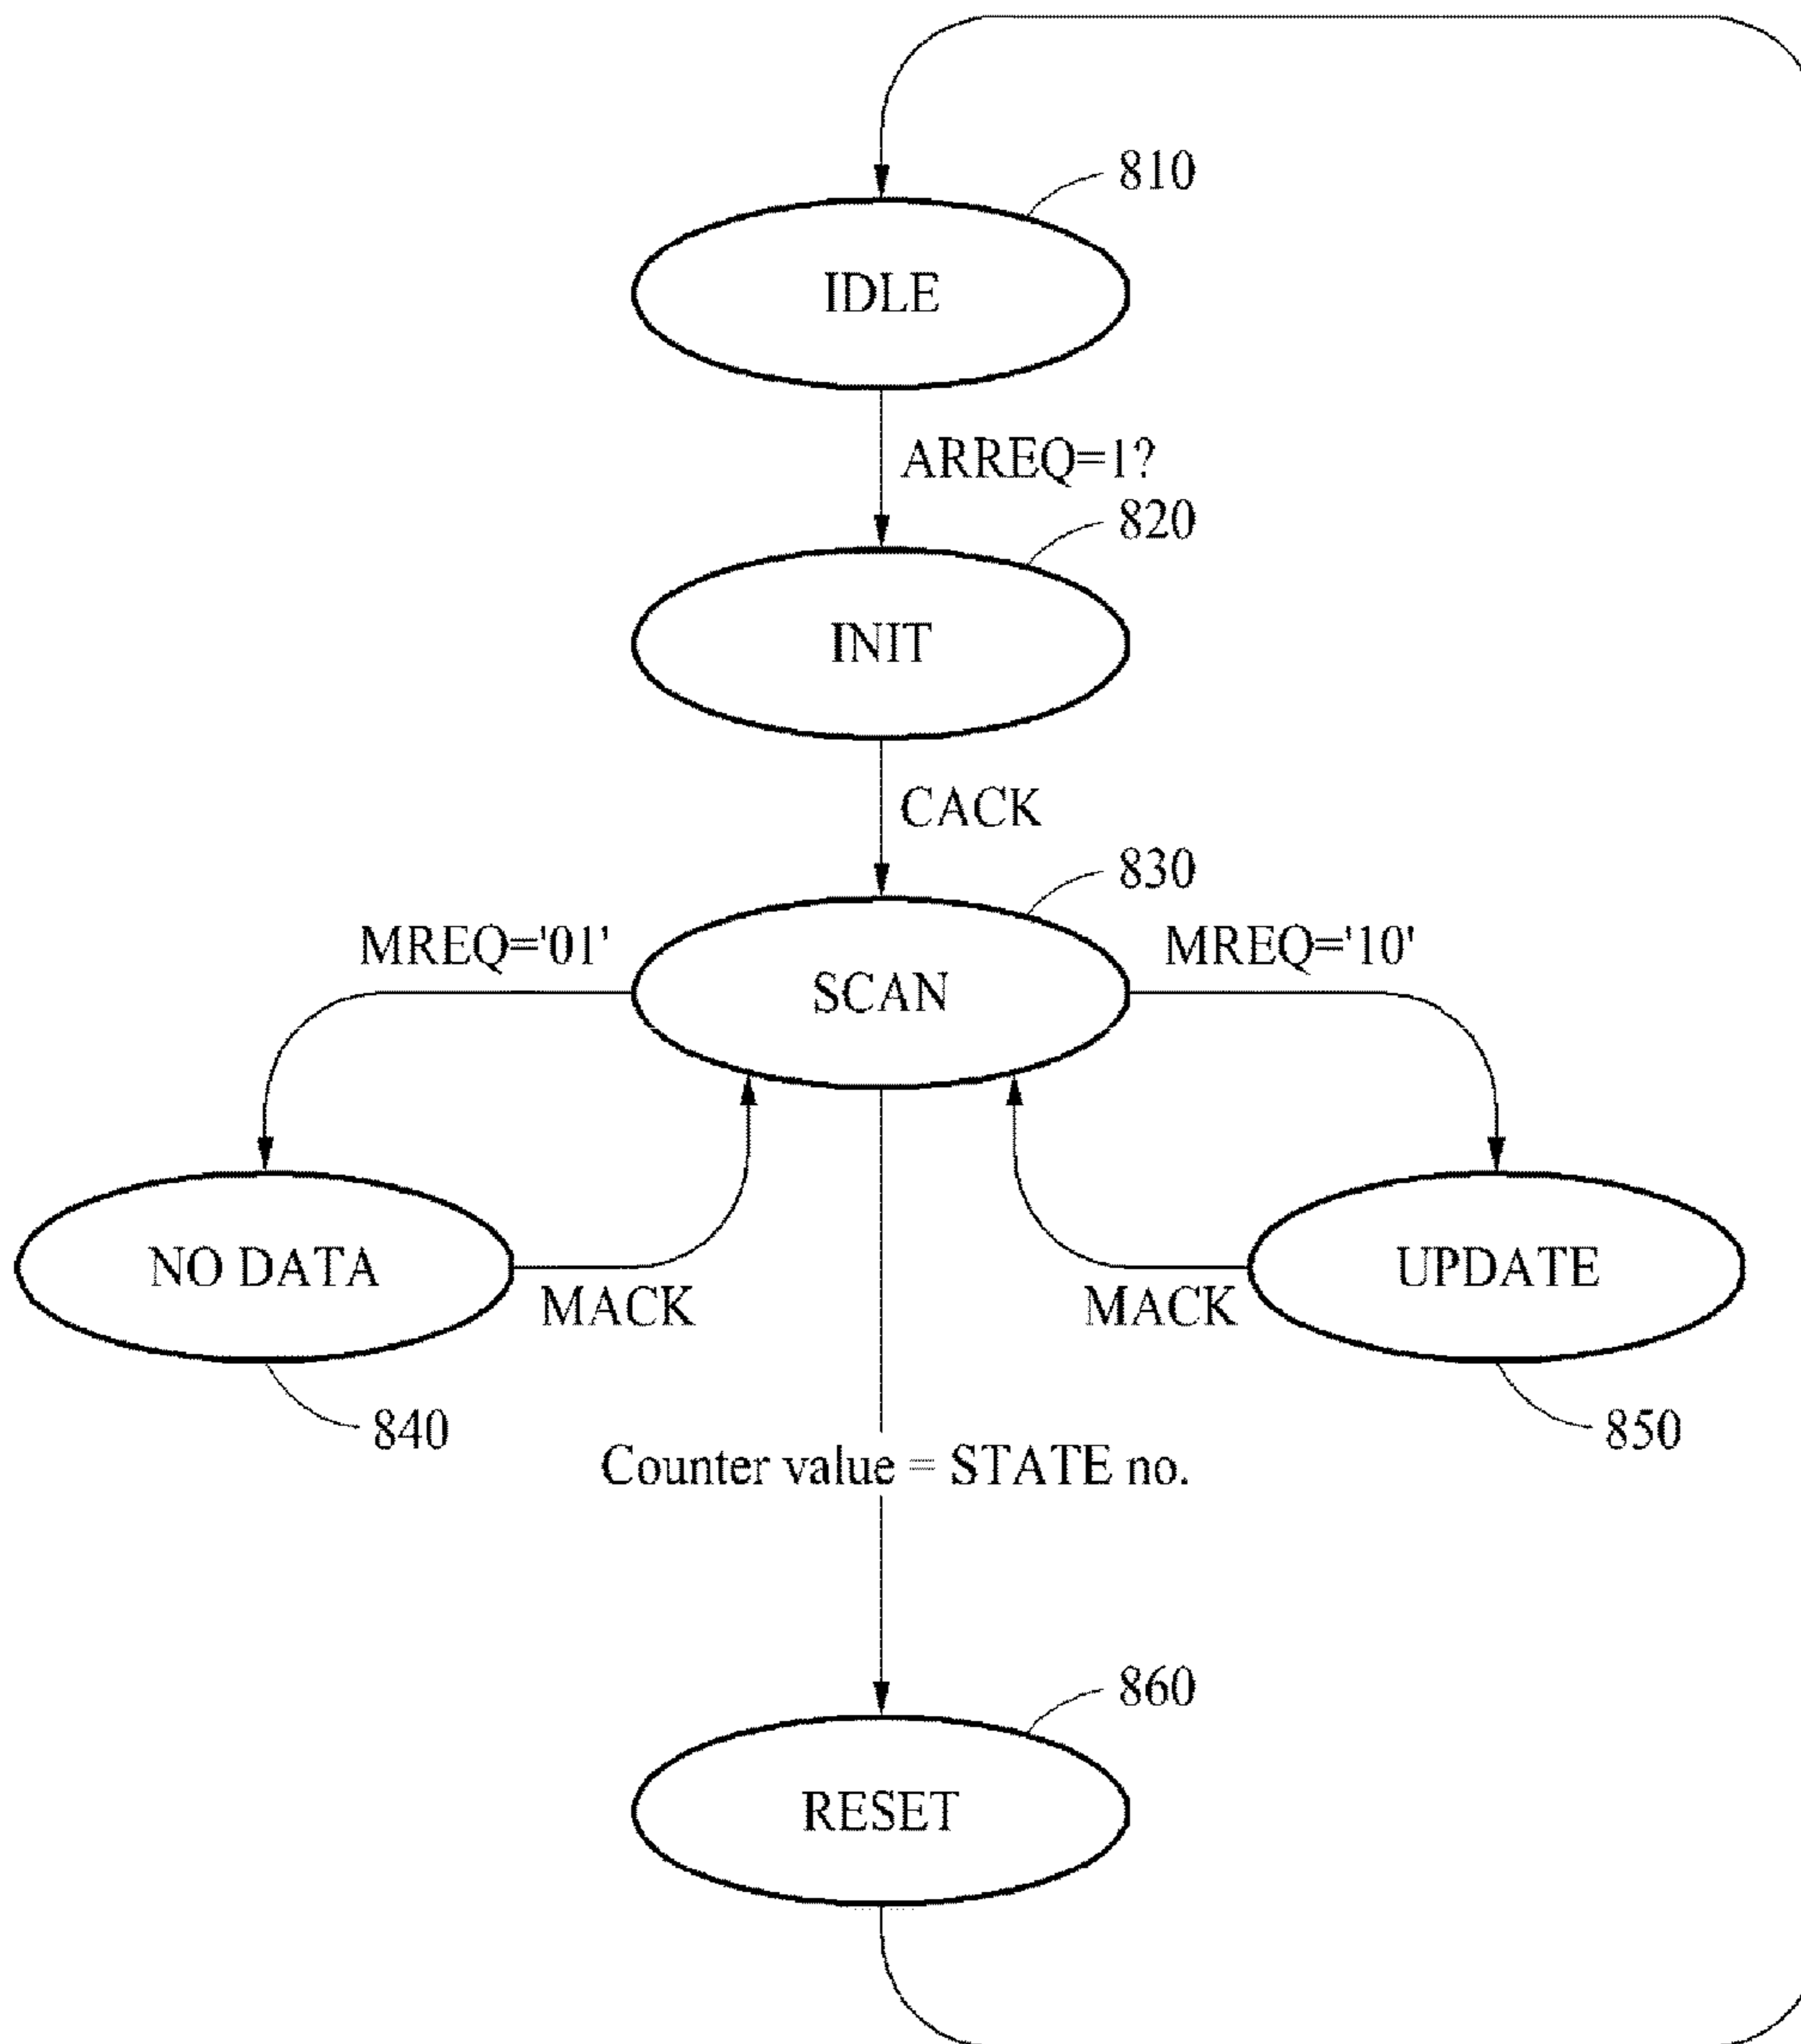 810
IDLE
ARREQ=1?
820
INIT
CACK
830
MREQ='01'
MREQ='10'
SCAN
NO DATA
UPDATE
MACK
MACK
840
850
Counter value = STATE no.
860
RESET